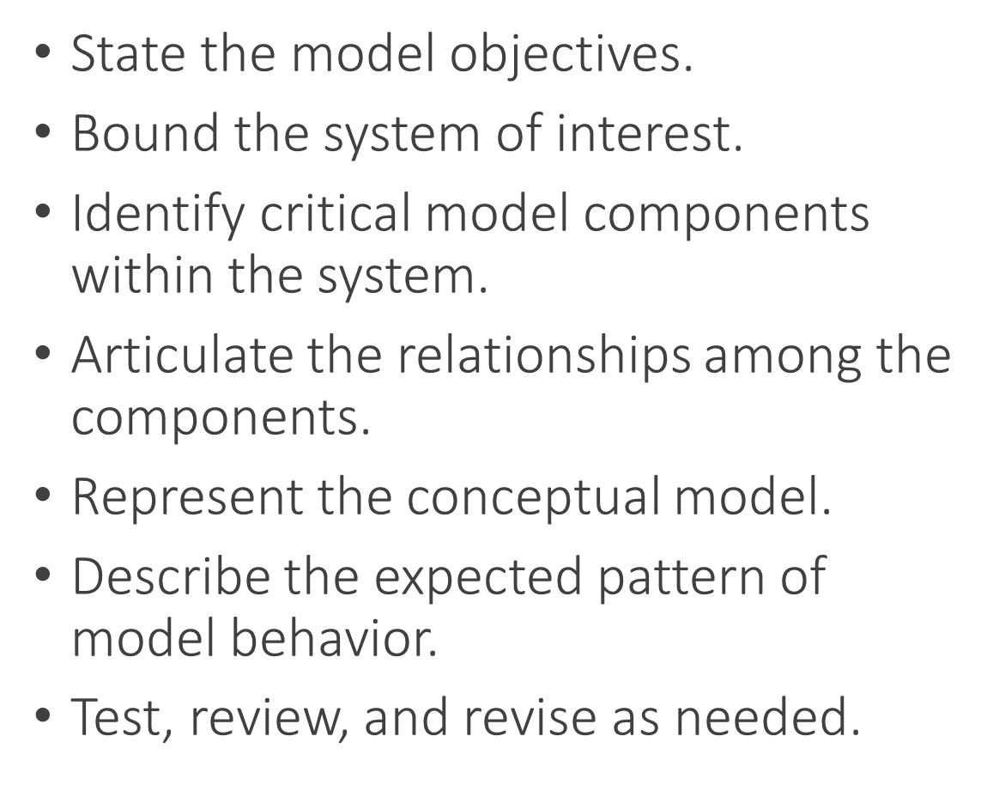 • State the model objectives.
• Bound the system of interest.
• Identify critical model components
within the system.
• Articulate the relationships among the
components.
• Represent the conceptual model.
• Describe the expected pattern of
model behavior.
• Test, review, and revise as needed.